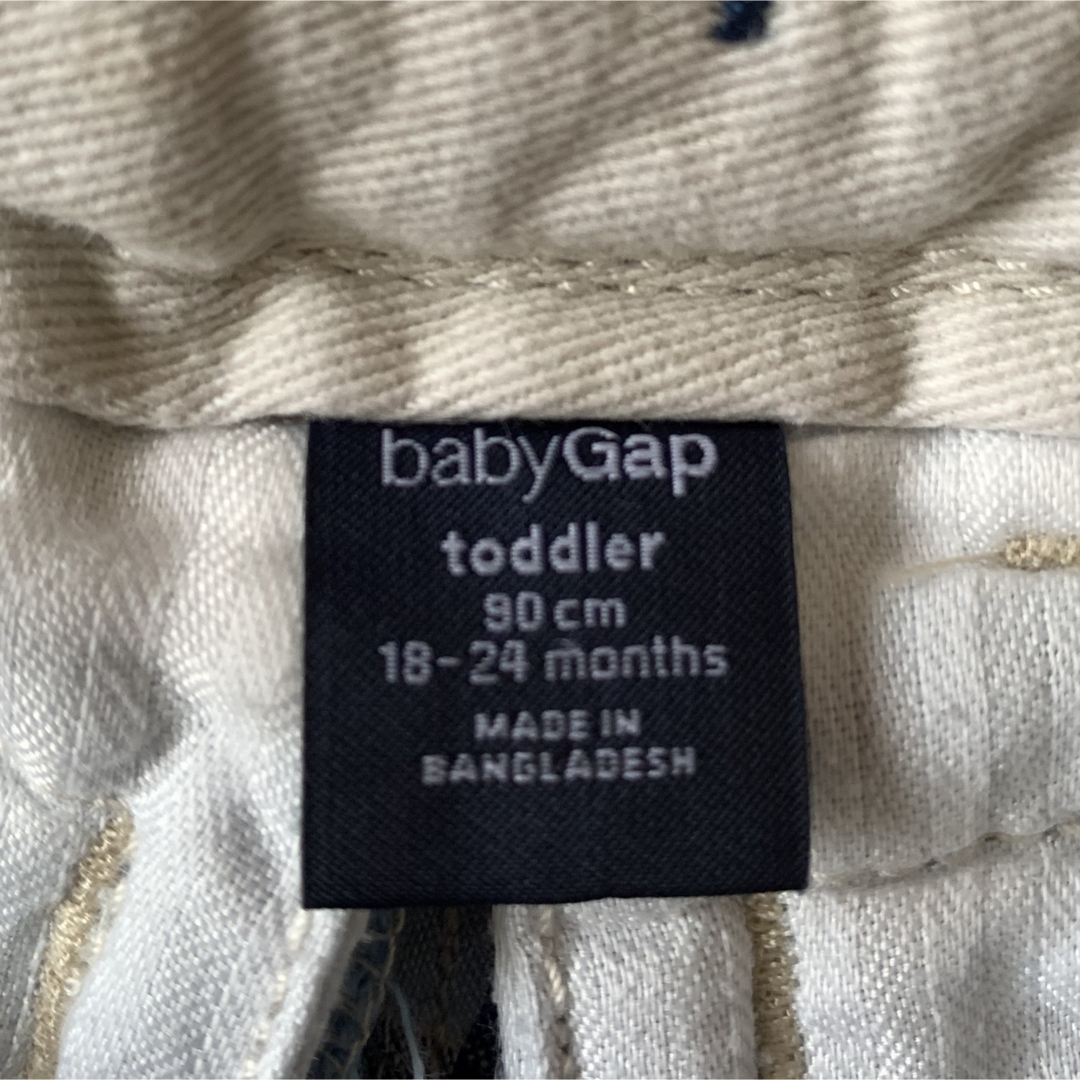 babyGap
toddler
90 cm
18-24 months
MADE IN
BANGLADESH